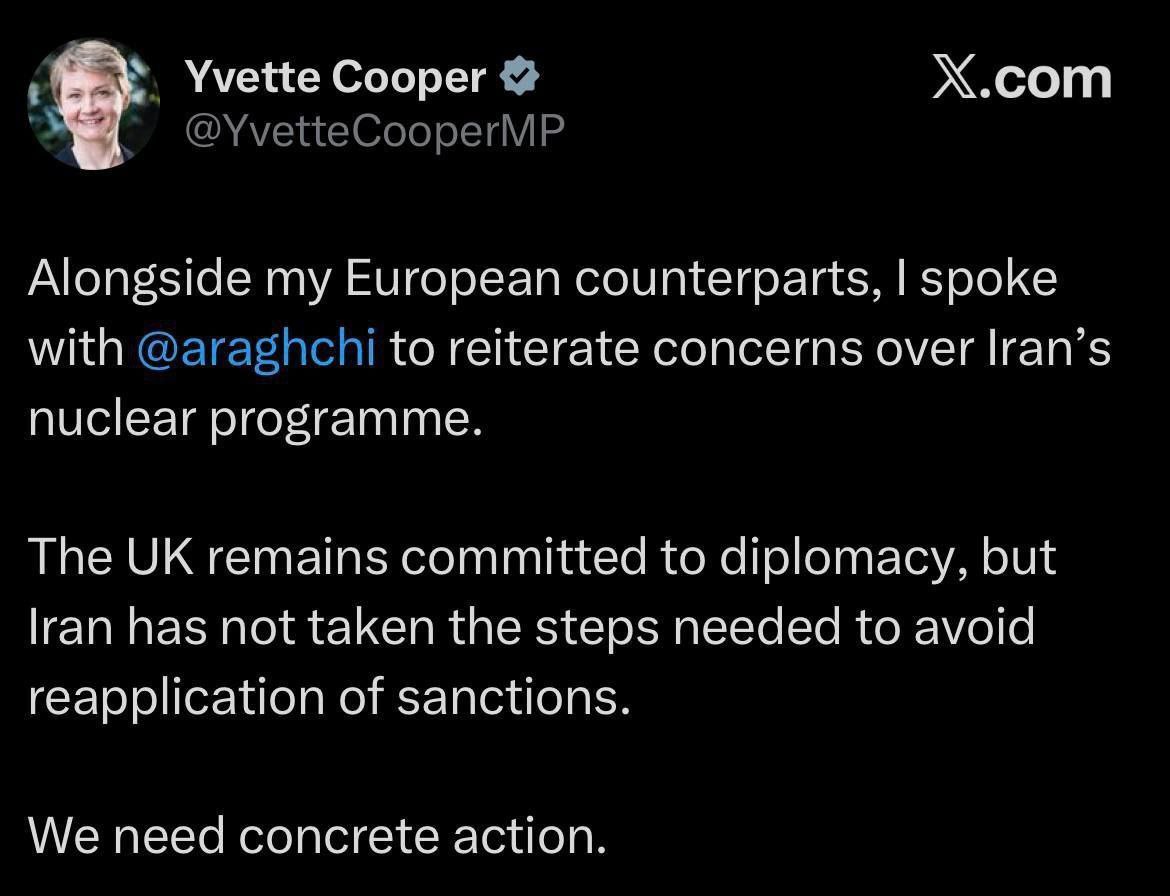 Yvette Cooper
X.com
@YvetteCooperMP
Alongside my European counterparts, I spoke
with @araghchi to reiterate concerns over Iran’s
nuclear programme.
The UK remains committed to diplomacy, but
Iran has not taken the steps needed to avoid
reapplication of sanctions.
We need concrete action.